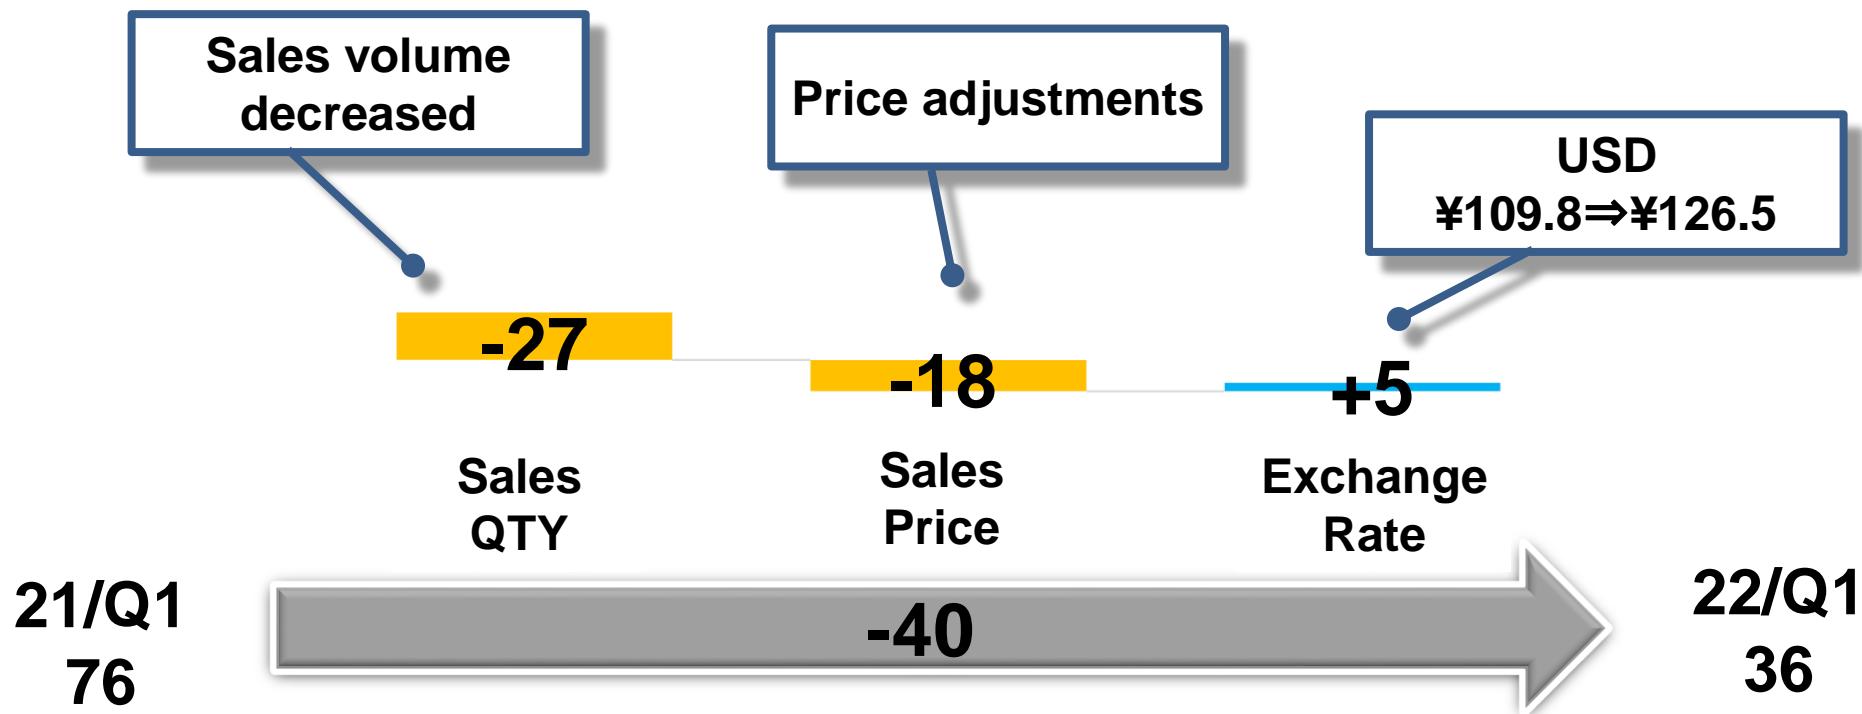 Sales volume
decreased
Price adjustments
USD
¥109.8⇒¥126.5
-27
-18
+5
Sales
QTY
Sales
Price
Exchange
Rate
21/Q1
76
-40
22/Q1
36